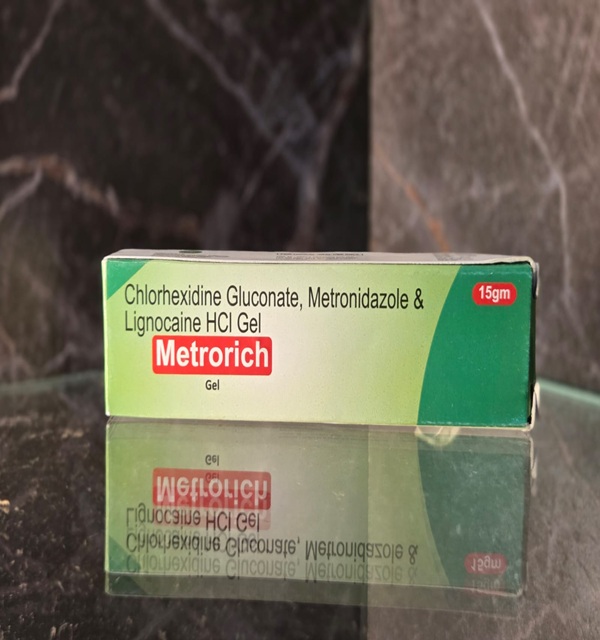 Chlorhexidine Gluconate, Metronidazole &
Lignocaine HCl Gel
Metrorich
Gel
15gm